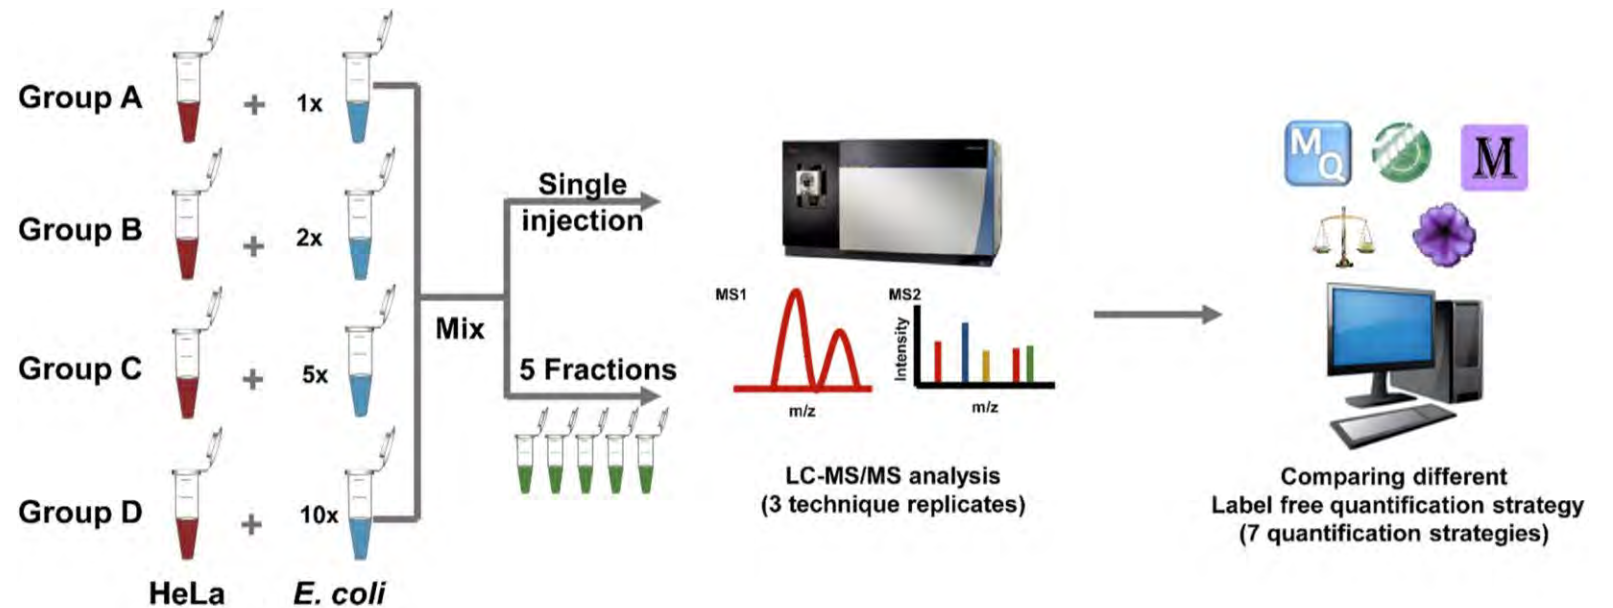 Group A
+
1x
Group B
+
2x
Group C
+
5x
Group D
+
10x
HeLa
E. coli
Mix
Single
injection
5 Fractions
MS1
m/z
MS2
Intensity
m/z
LC-MS/MS analysis
(3 technique replicates)
M
Q
M
Comparing different
Label free quantification strategy
(7 quantification strategies)